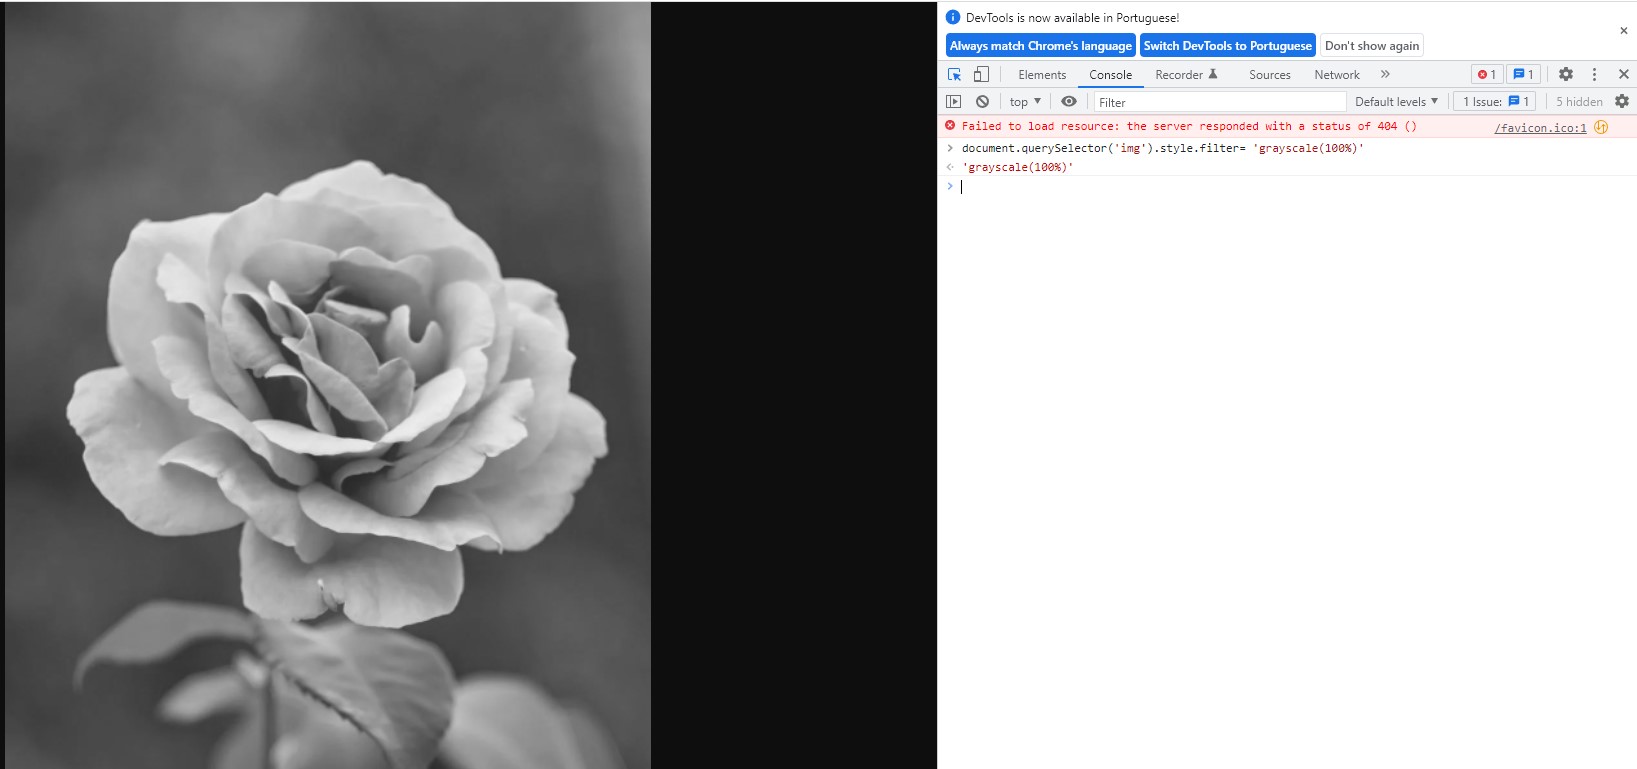 DevTools is now available in Portuguese!
Always match Chrome's language Switch DevTools to Portuguese Don't show again
Elements Console Recorder Sources Network 1 1
top Filter Default levels 1 Issue: 1 5 hidden
Failed to load resource: the server responded with a status of 404 () /favicon.ico:1
document.querySelector('img').style.filter= 'grayscale(100%)'
'grayscale(100%)'